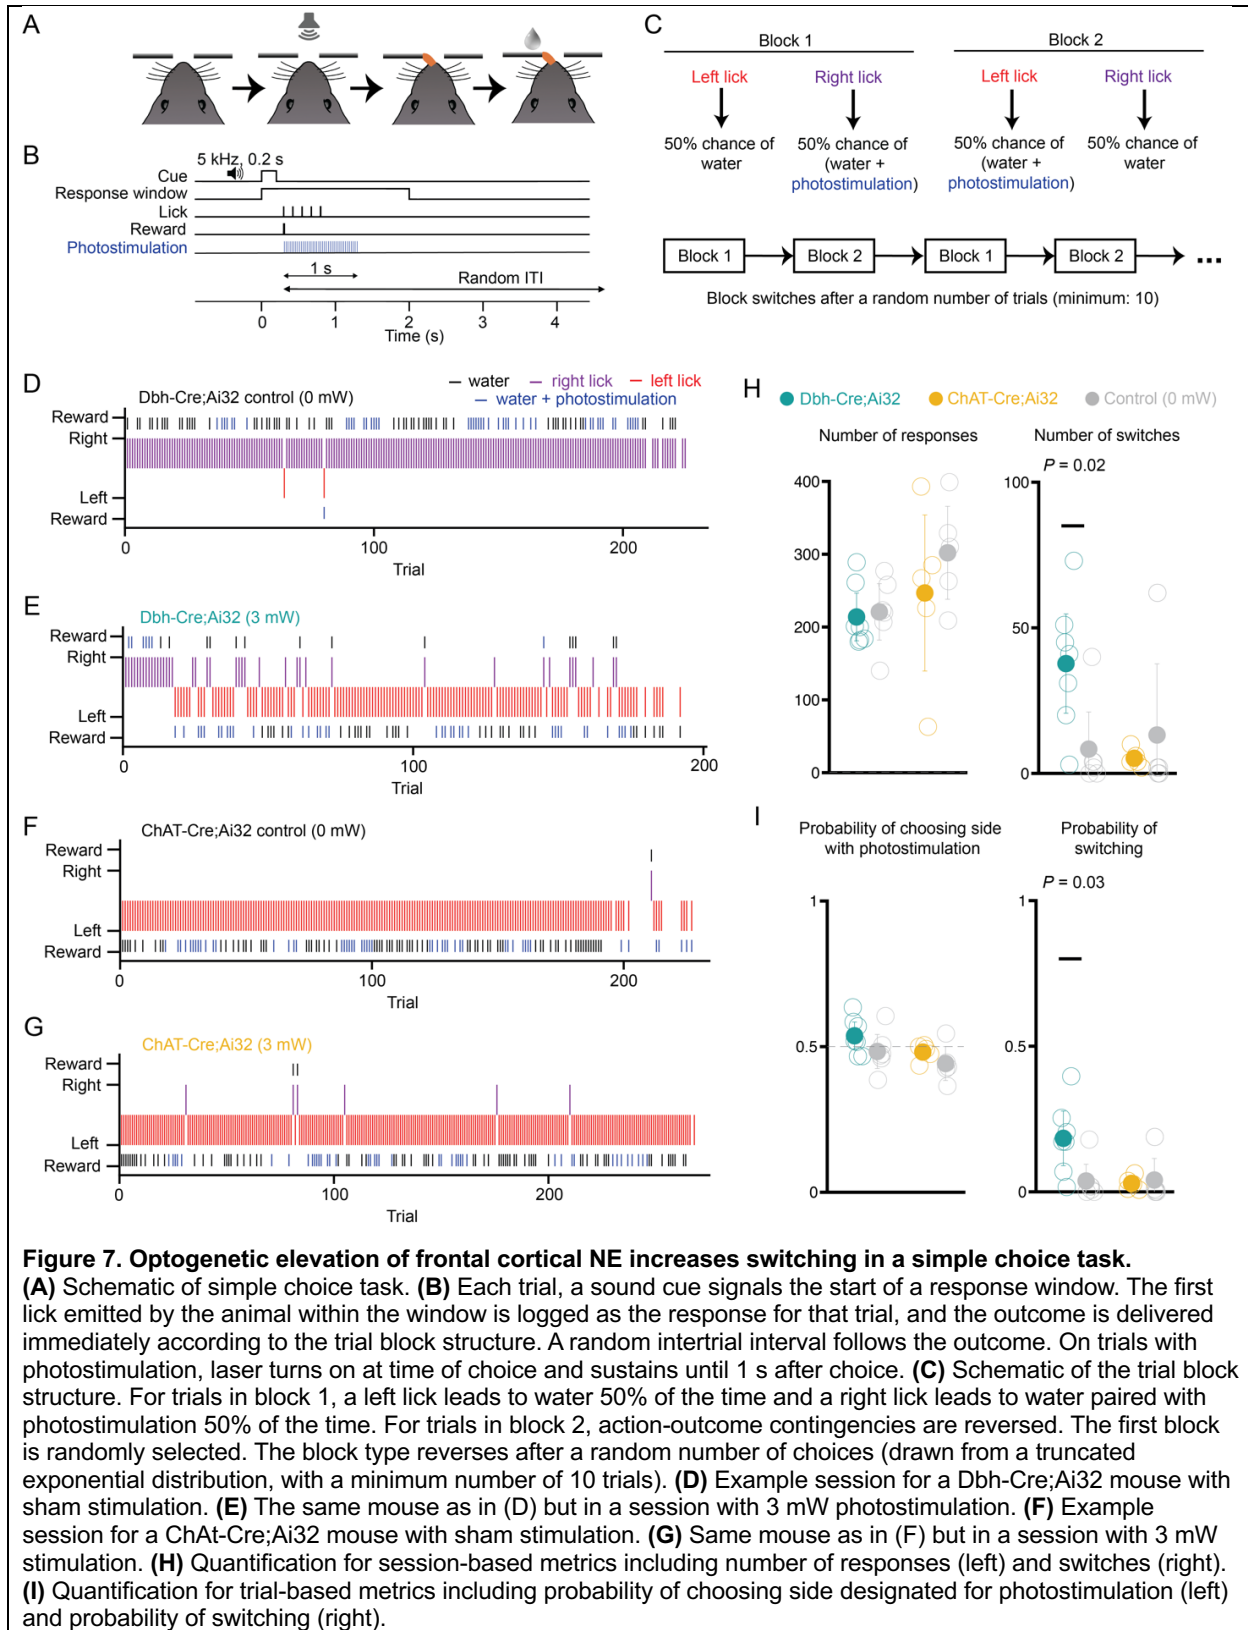 A
B
5 kHz, 0.2 s
Cue
Response window
Lick
Reward
Photostimulation
1 s
Random ITI
0 1 2 3 4
Time (s)
C
Block 1
Block 2
Left lick
Right lick
Left lick
Right lick
50% chance of
water
50% chance of
(water +
photostimulation)
50% chance of
(water +
photostimulation)
50% chance of
water
Block 1
Block 2
Block 1
Block 2
...
Block switches after a random number of trials (minimum: 10)
D
water
right lick
left lick
Dbh-Cre;Ai32 control (0 mW)
water + photostimulation
Reward
Right
Left
Reward
0 100 200
Trial
E
Dbh-Cre;Ai32 (3 mW)
Reward
Right
Left
Reward
0 100 200
Trial
F
ChAT-Cre;Ai32 control (0 mW)
Reward
Right
Left
Reward
0 100 200
Trial
G
ChAT-Cre;Ai32 (3 mW)
Reward
Right
Left
Reward
0 100 200
Trial
H
Dbh-Cre;Ai32
ChAT-Cre;Ai32
Control (0 mW)
Number of responses
400
300
200
100
0
Number of switches
P = 0.02
100
50
0
I
Probability of choosing side
with photostimulation
1
0.5
0
Probability of
switching
P = 0.03
1
0.5
0
Figure 7. Optogenetic elevation of frontal cortical NE increases switching in a simple choice task.
(A) Schematic of simple choice task. (B) Each trial, a sound cue signals the start of a response window. The first
lick emitted by the animal within the window is logged as the response for that trial, and the outcome is delivered
immediately according to the trial block structure. A random intertrial interval follows the outcome. On trials with
photostimulation, laser turns on at time of choice and sustains until 1 s after choice. (C) Schematic of the trial block
structure. For trials in block 1, a left lick leads to water 50% of the time and a right lick leads to water paired with
photostimulation 50% of the time. For trials in block 2, action-outcome contingencies are reversed. The first block
is randomly selected. The block type reverses after a random number of choices (drawn from a truncated
exponential distribution, with a minimum number of 10 trials). (D) Example session for a Dbh-Cre;Ai32 mouse with
sham stimulation. (E) The same mouse as in (D) but in a session with 3 mW photostimulation. (F) Example
session for a ChAt-Cre;Ai32 mouse with sham stimulation. (G) Same mouse as in (F) but in a session with 3 mW
stimulation. (H) Quantification for session-based metrics including number of responses (left) and switches (right).
(I) Quantification for trial-based metrics including probability of choosing side designated for photostimulation (left)
and probability of switching (right).